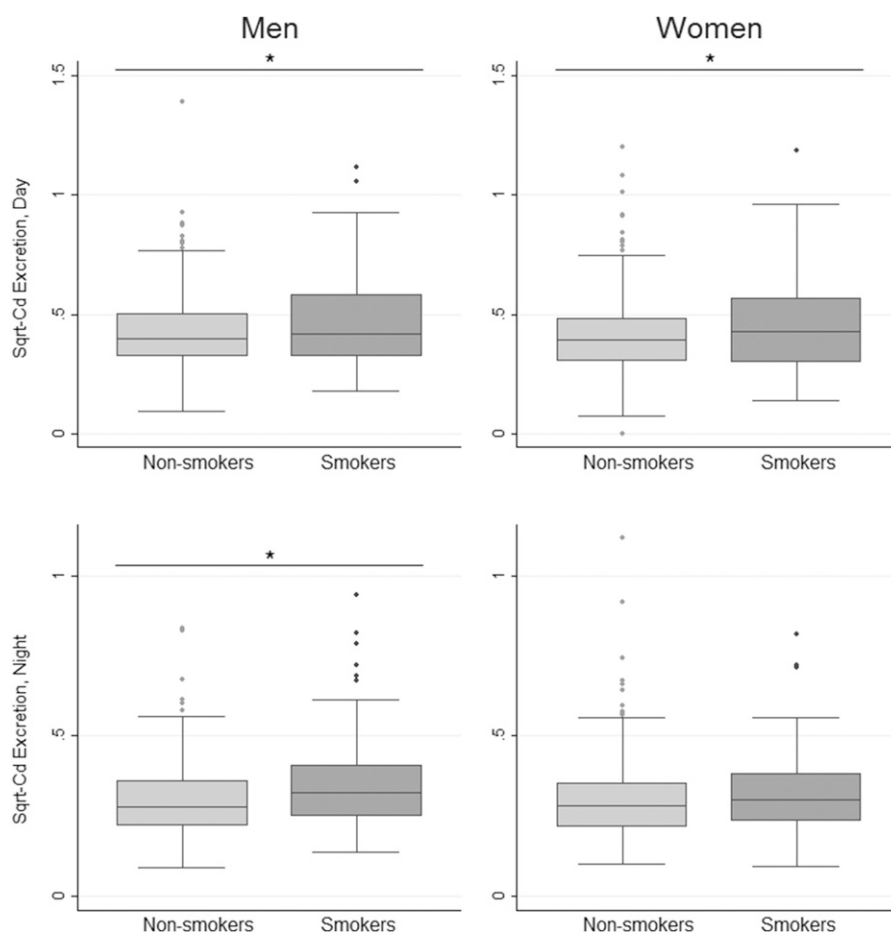 Men
Women
*
*
Sqrt-Cd Excretion, Day
1.5
1
.5
0
1.5
1
.5
0
Non-smokers
Smokers
Non-smokers
Smokers
*
Sqrt-Cd Excretion, Night
1
.5
0
1
.5
0
Non-smokers
Smokers
Non-smokers
Smokers